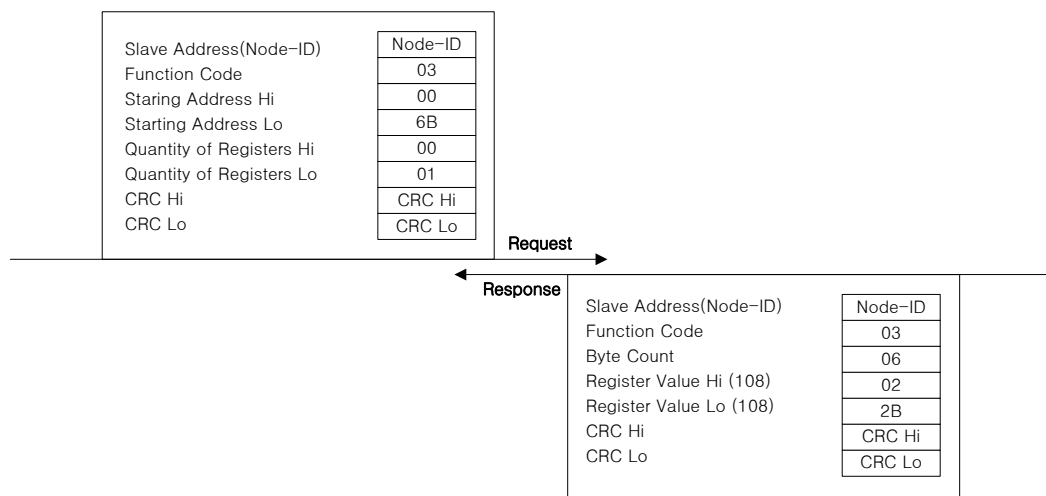 Slave Address(Node-ID) Node-ID
Function Code 03
Staring Address Hi 00
Starting Address Lo 6B
Quantity of Registers Hi 00
Quantity of Registers Lo 01
CRC Hi CRC Hi
CRC Lo CRC Lo
Request
Response
Slave Address(Node-ID) Node-ID
Function Code 03
Byte Count 06
Register Value Hi (108) 02
Register Value Lo (108) 2B
CRC Hi CRC Hi
CRC Lo CRC Lo